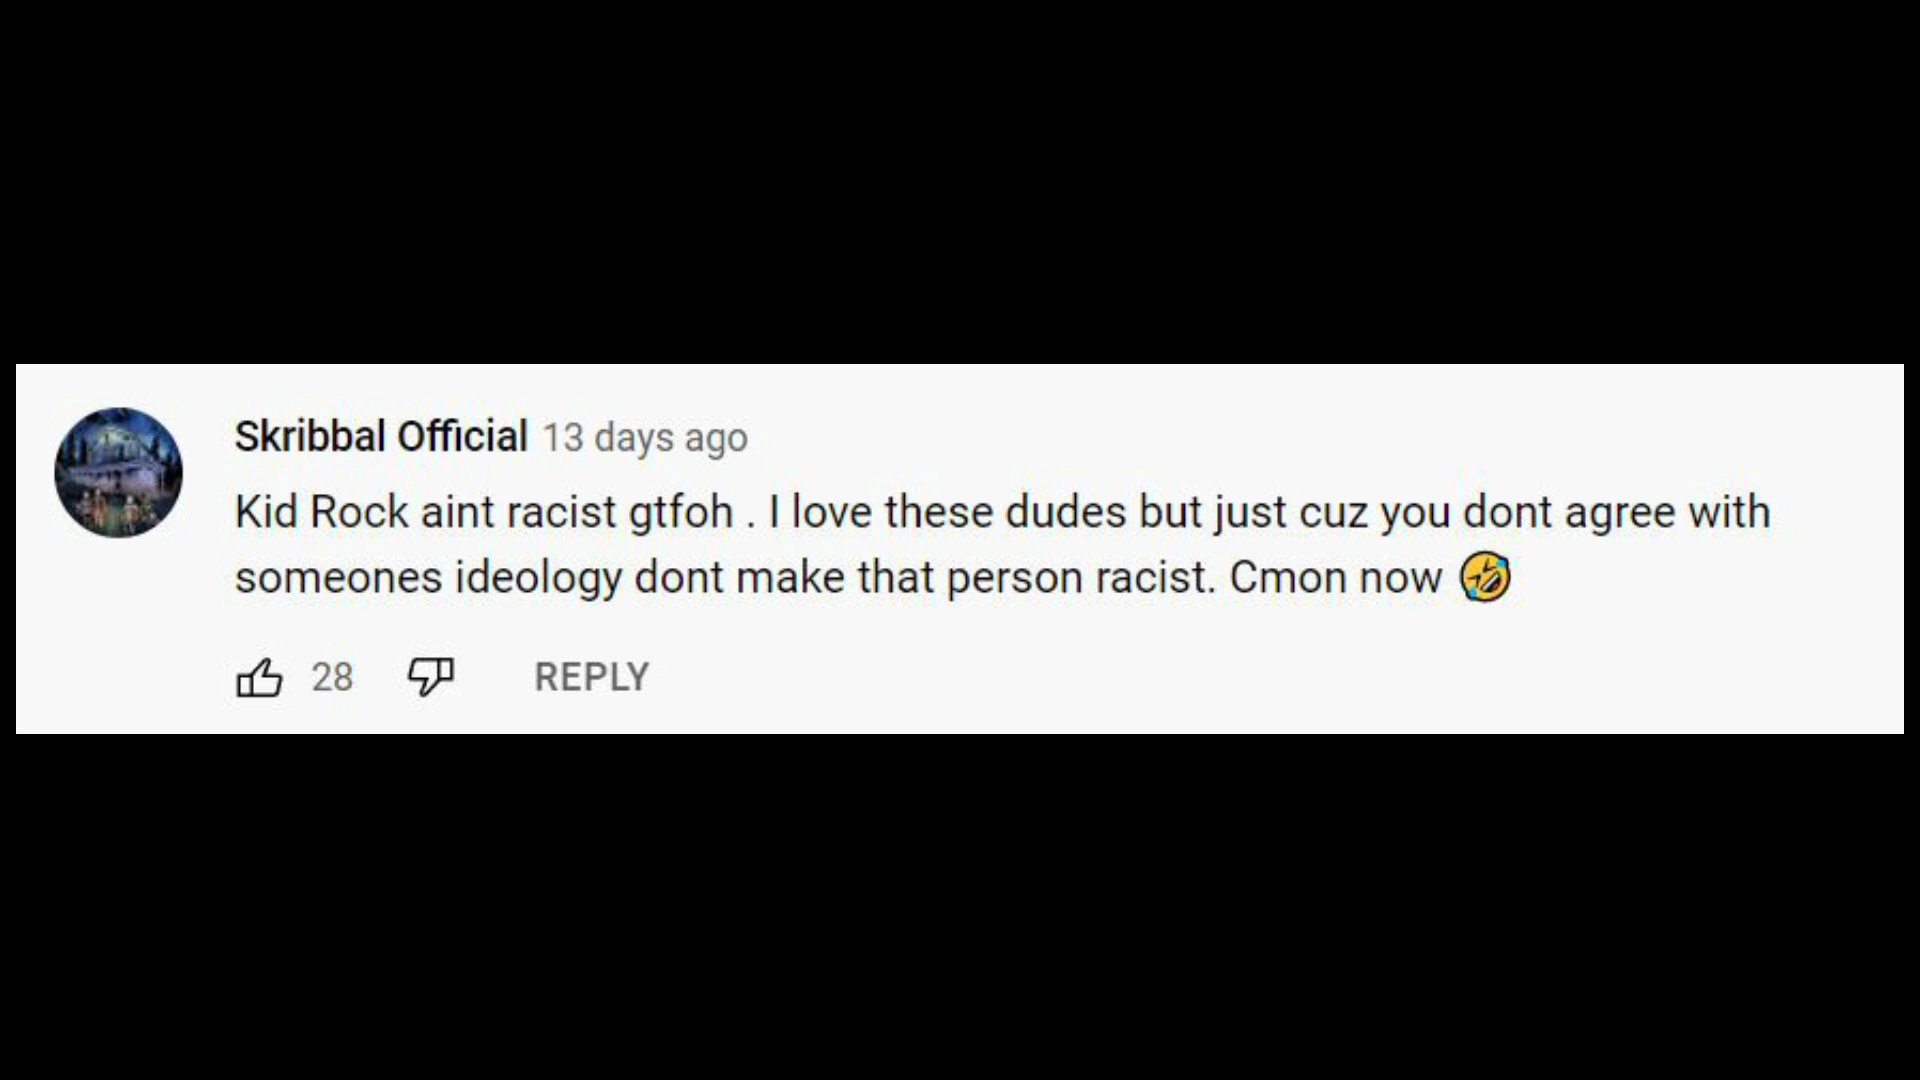 Skribbal Official 13 days ago
Kid Rock aint racist gtfoh . I love these dudes but just cuz you dont agree with
someones ideology dont make that person racist. Cmon now 🤣
28 REPLY